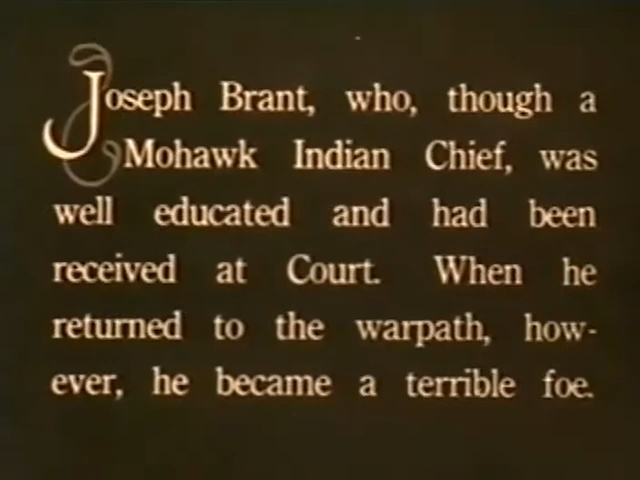 Joseph Brant, who, though a
Mohawk Indian Chief, was
well educated and had been
received at Court. When he
returned to the warpath, how-
ever, he became a terrible foe.